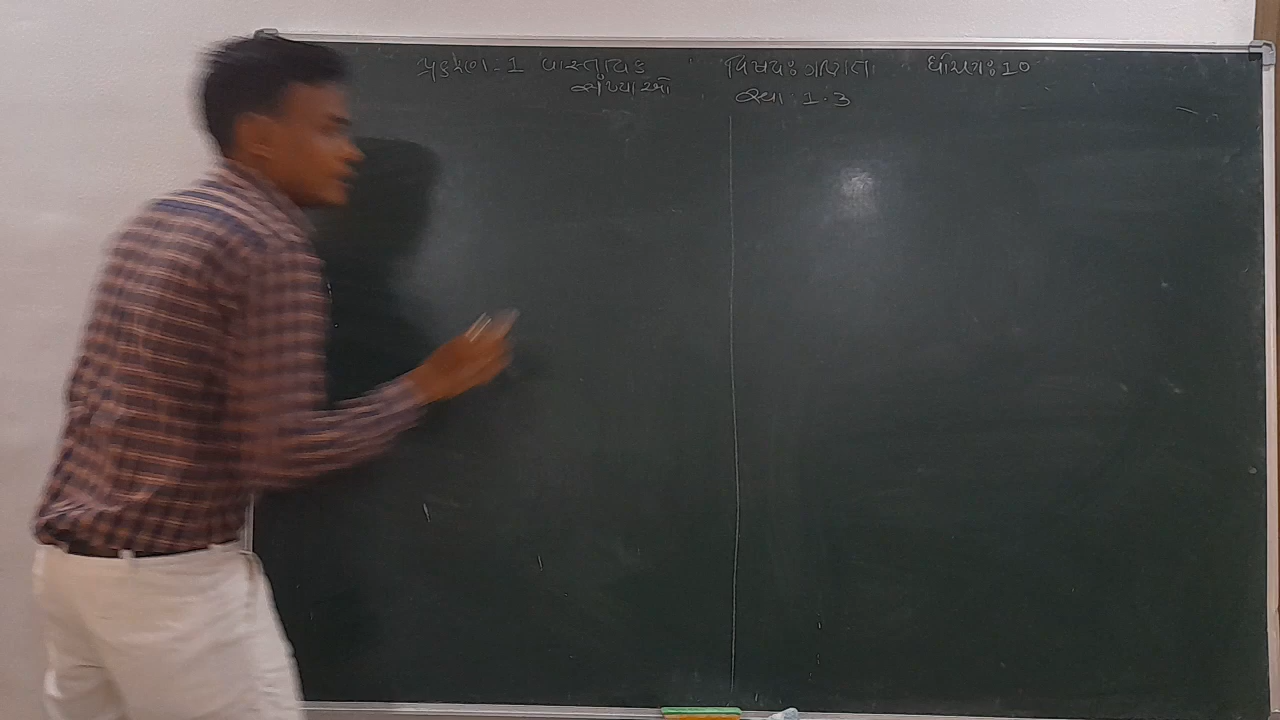 પ્રકરણ:-1 વાસ્તવિક સંખ્યાઓ
વિષય: ગણિત
સ્વા: 1.3
ધોરણ: 10